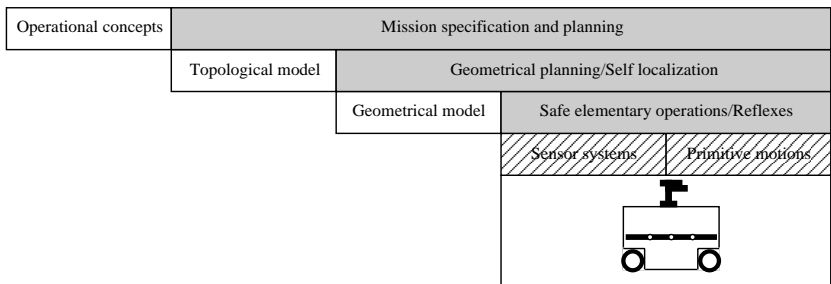 Operational concepts
Mission specification and planning
Topological model
Geometrical planning/Self localization
Geometrical model
Safe elementary operations/Reflexes
Sensor systems
Primitive motions